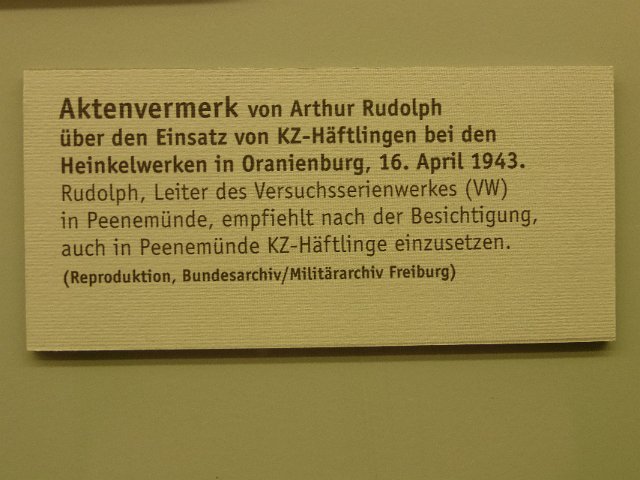 Aktenvermerk von Arthur Rudolph
über den Einsatz von KZ-Häftlingen bei den
Heinkelwerken in Oranienburg, 16. April 1943.
Rudolph, Leiter des Versuchsserienwerkes (VW)
in Peenemünde, empfiehlt nach der Besichtigung,
auch in Peenemünde KZ-Häftlinge einzusetzen.
(Reproduktion, Bundesarchiv/Militärarchiv Freiburg)